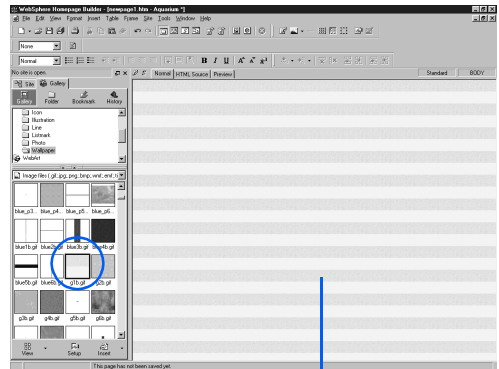 WebSphere Homepage Builder - [newpage1.htm - Aquarium *]
File Edit View Format Insert Table Frame Site Tools Window Help
None
Normal
B I U A A
No site is open.
Normal HTML Source Preview
Standard BODY
Site Gallery
Gallery Folder Bookmark History
Icon
Illustration
Line
Listmark
Photo
Wallpaper
WebArt
Image files (.gif;.jpg;.png;.bmp;.wmf;.emf;.ti
blue_p3... blue_p4... blue_p5... blue_p6...
blue1b.gif blue2b.gif blue3b.gif blue4b.gif
blue5b.gif blue6b.gif g1b.gif g2b.gif
g3b.gif g4b.gif g5b.gif g6b.gif
View Setup Insert
This page has not been saved yet.